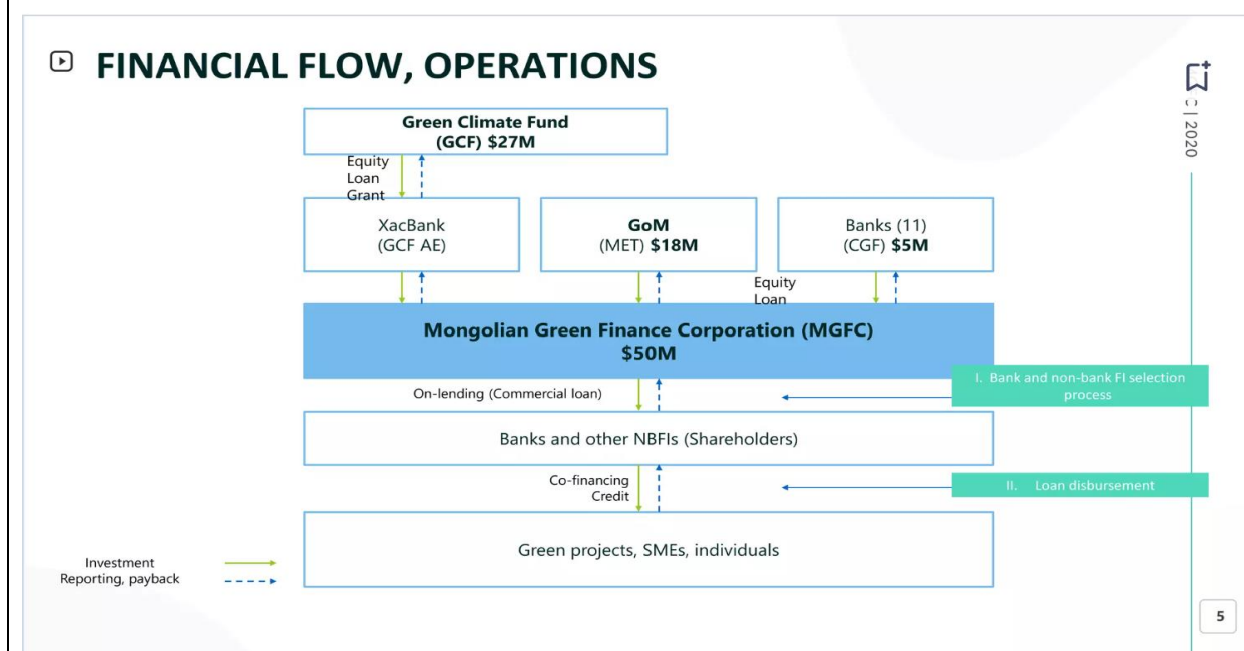 FINANCIAL FLOW, OPERATIONS
C | 2020
Green Climate Fund
(GCF) $27M
Equity
Loan
Grant
XacBank
(GCF AE)
GoM
(MET) $18M
Banks (11)
(CGF) $5M
Equity
Loan
Mongolian Green Finance Corporation (MGFC)
$50M
I. Bank and non-bank FI selection
process
On-lending (Commercial loan)
Banks and other NBFIs (Shareholders)
Co-financing
Credit
II. Loan disbursement
Green projects, SMEs, individuals
Investment
Reporting, payback
5